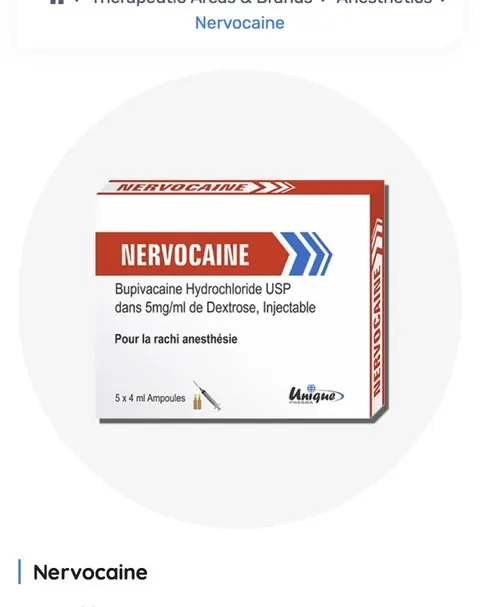 Therapeutic Areas & Brands
Anesthetics
Nervocaine
NERVOCAINE
NERVOCAINE
Bupivacaine Hydrochloride USP
dans 5mg/ml de Dextrose, Injectable
Pour la rachi anesthésie
5 x 4 ml Ampoules
Unique
PHARMA
NERVOCAINE
Nervocaine